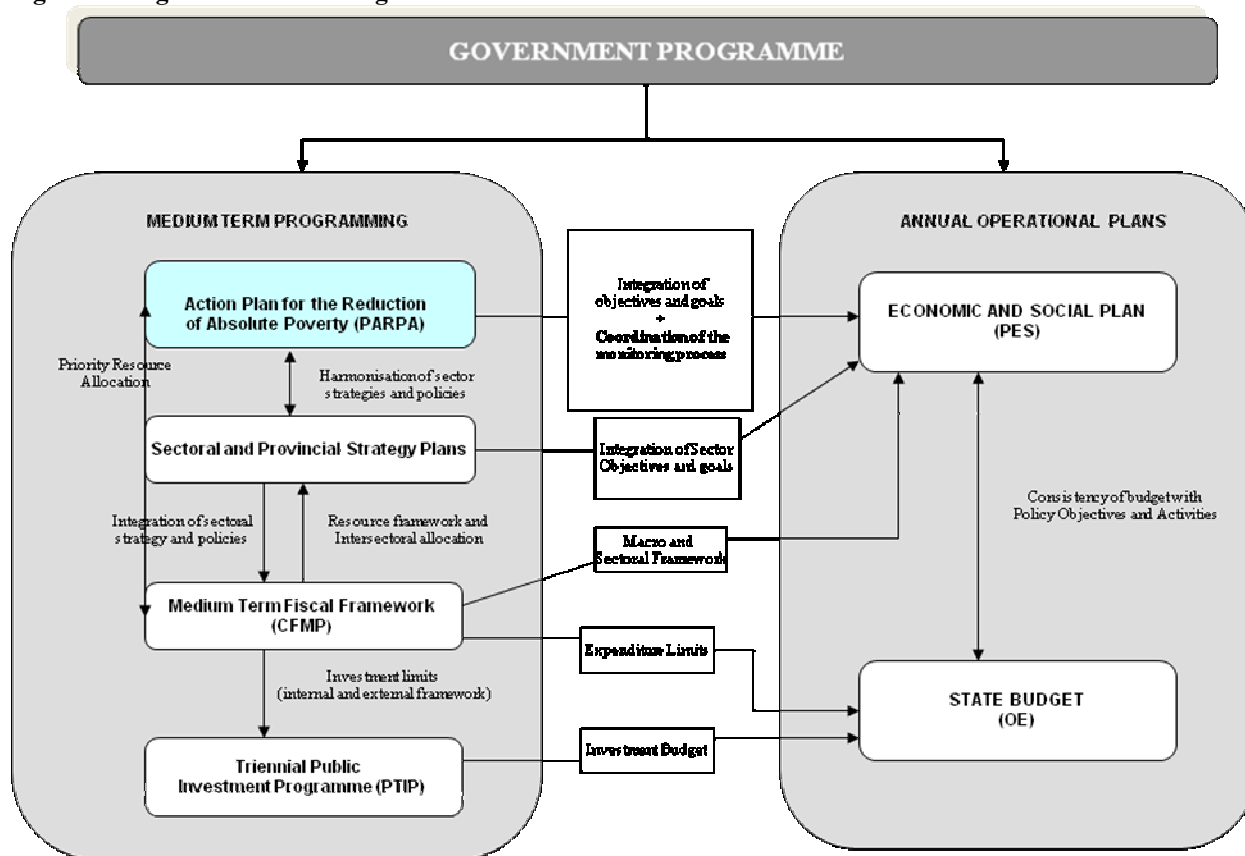 GOVERNMENT PROGRAMME
MEDIUM TERM PROGRAMMING
Action Plan for the Reduction
of Absolute Poverty (PARPA)
Priority Resource
Allocation
Harmonisation of sector
strategies and policies
Sectoral and Provincial Strategy Plans
Integration of sectoral
strategy and policies
Resource framework and
Intersectoral allocation
Medium Term Fiscal Framework
(CFMP)
Investment limits
(internal and external framework)
Triennial Public
Investment Programme (PTIP)
Integration of
objectives and goals
+
Coordination of the
monitoring process
Integration of Sector
Objectives and goals
Macro and
Sectoral Framework
Expenditure Limits
Investment Budget
ANNUAL OPERATIONAL PLANS
ECONOMIC AND SOCIAL PLAN
(PES)
Consistency of budget with
Policy Objectives and Activities
STATE BUDGET
(OE)